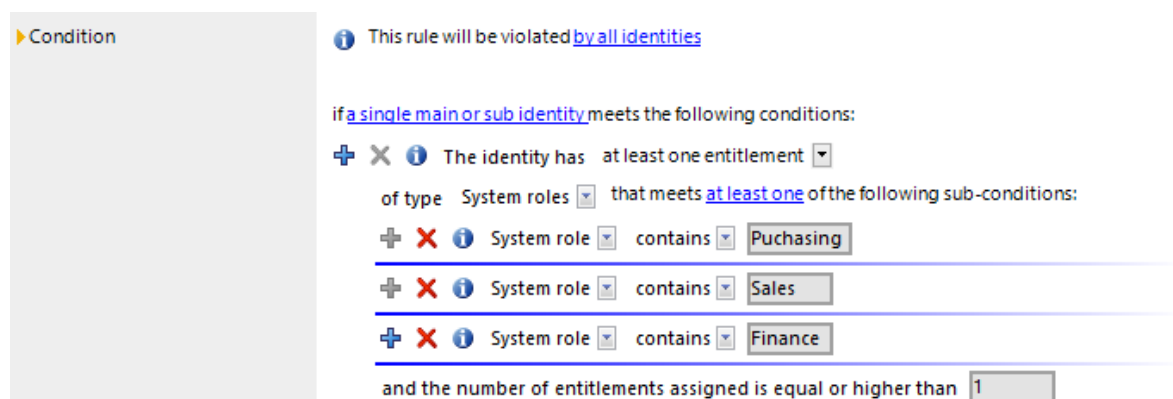 Condition
This rule will be violated by all identities
if a single main or sub identity meets the following conditions:
The identity has at least one entitlement
of type System roles that meets at least one of the following sub-conditions:
System role contains Puchasing
System role contains Sales
System role contains Finance
and the number of entitlements assigned is equal or higher than 1